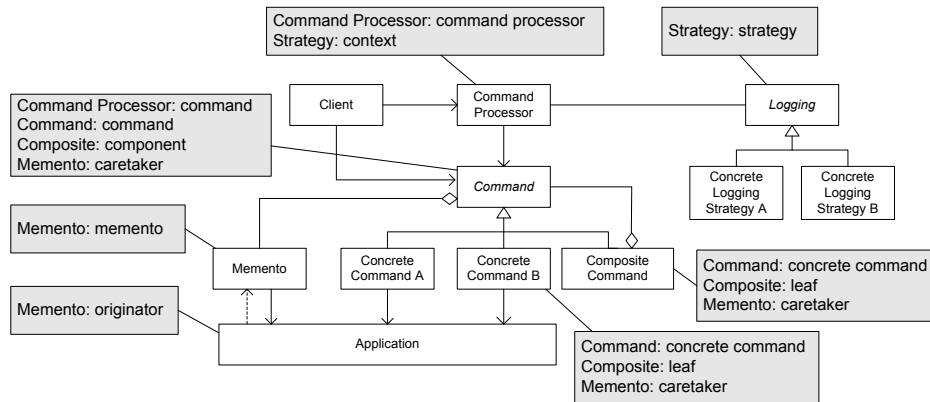 Command Processor: command processor
Strategy: context
Strategy: strategy
Client
Command
Processor
Logging
Command Processor: command
Command: command
Composite: component
Memento: caretaker
Command
Concrete
Logging
Strategy A
Concrete
Logging
Strategy B
Memento: memento
Memento
Concrete
Command A
Concrete
Command B
Composite
Command
Command: concrete command
Composite: leaf
Memento: caretaker
Memento: originator
Application
Command: concrete command
Composite: leaf
Memento: caretaker